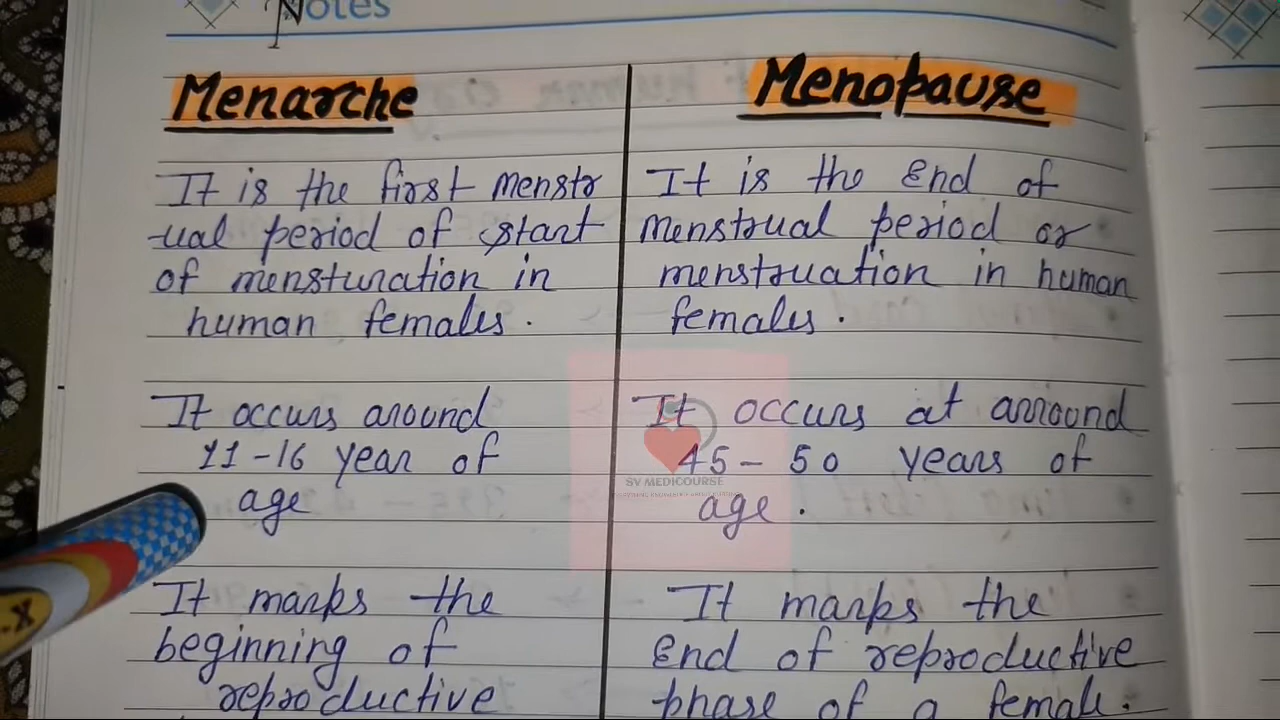 Notes
Menarche
It is the first menstr
ual period of start
of mensturation in
human females.
It occurs around
11-16 year of
age
It marks the
beginning of
reproductive
Menopause
It is the End of
menstrual period or
menstruation in human
females.
It occurs at arround
45- 50 years of
age.
It marks the
End of reproductive
phase of a female.
SV MEDICOURSE